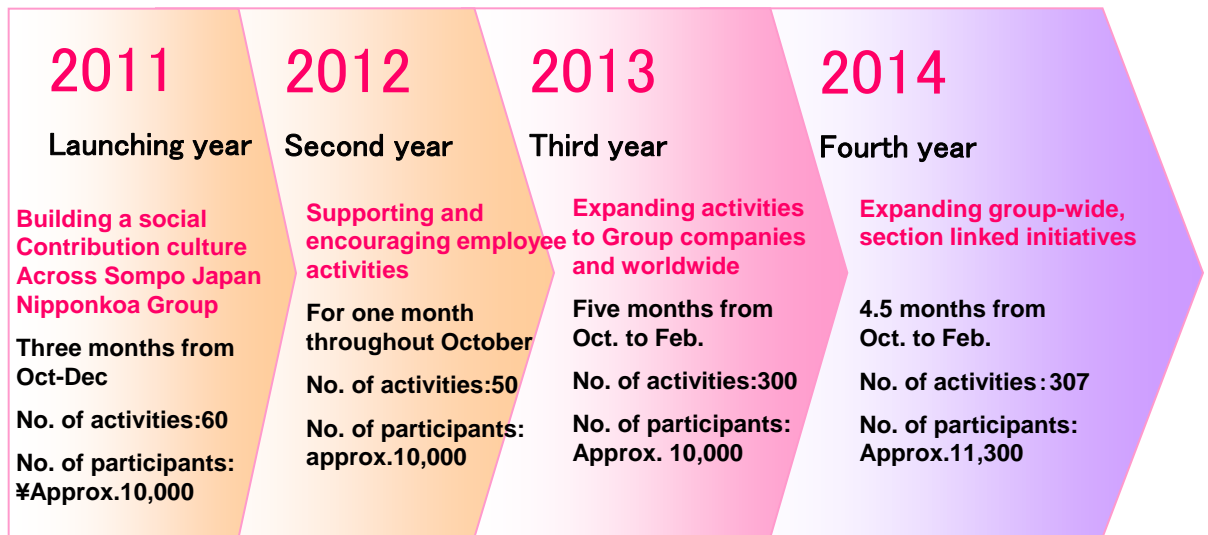 2011
Launching year
Building a social
Contribution culture
Across Sompo Japan
Nipponkoa Group
Three months from
Oct-Dec
No. of activities:60
No. of participants:
¥Approx.10,000
2012
Second year
Supporting and
encouraging employee
activities
For one month
throughout October
No. of activities:50
No. of participants:
approx.10,000
2013
Third year
Expanding activities
to Group companies
and worldwide
Five months from
Oct. to Feb.
No. of activities:300
No. of participants:
Approx. 10,000
2014
Fourth year
Expanding group-wide,
section linked initiatives
4.5 months from
Oct. to Feb.
No. of activities：307
No. of participants:
Approx.11,300